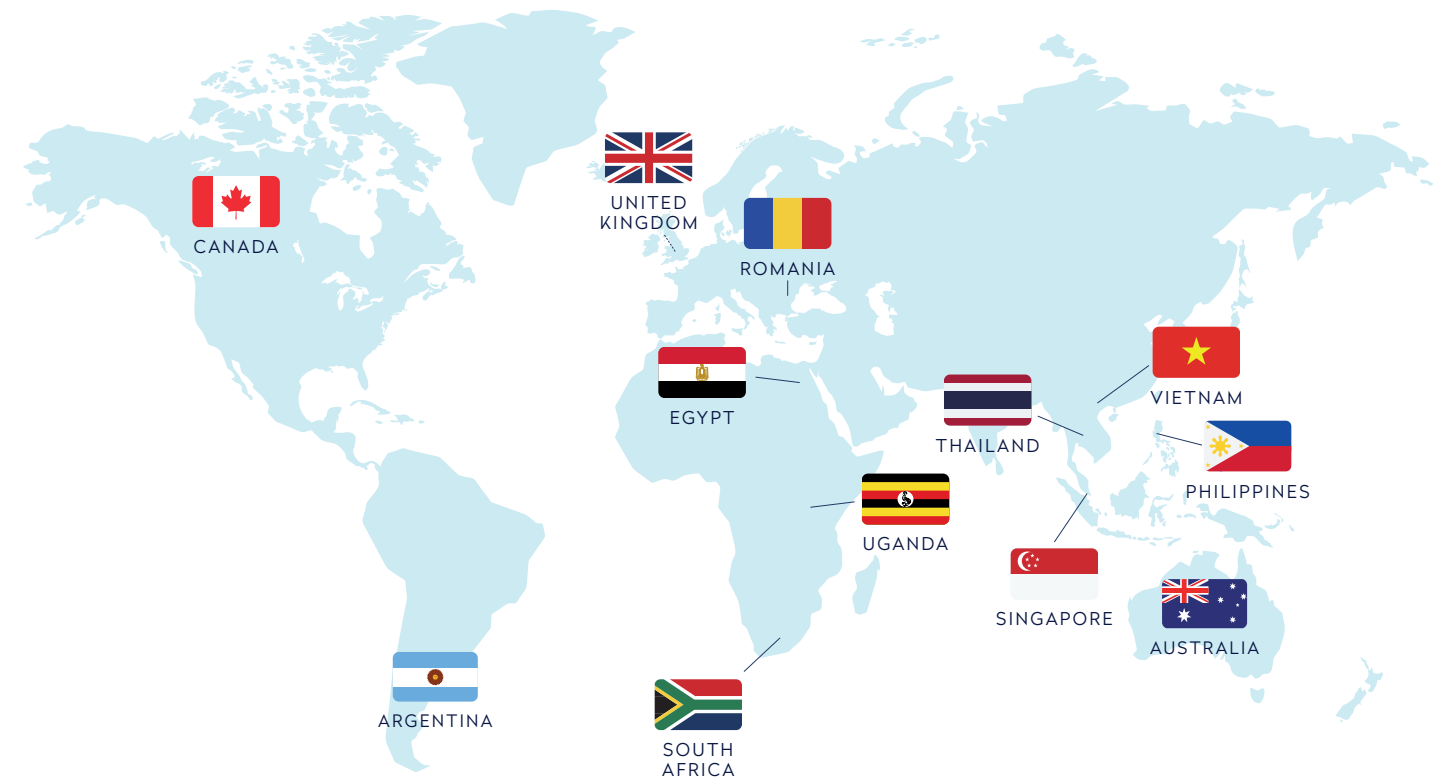 UNITED
KINGDOM
CANADA
ROMANIA
VIETNAM
EGYPT
THAILAND
PHILIPPINES
UGANDA
SINGAPORE
AUSTRALIA
ARGENTINA
SOUTH
AFRICA